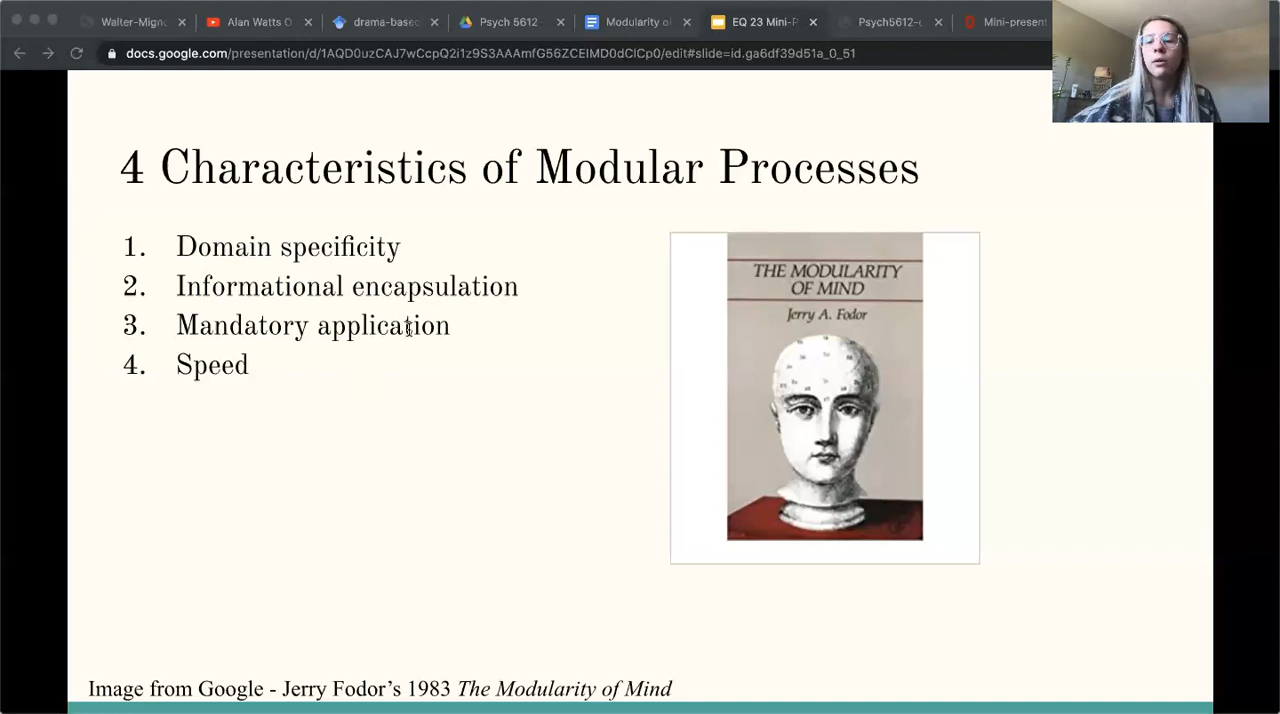 Walter-Migno
Alan Watts O
drama-based
Psych 5612
Modularity o
EQ 23 Mini-P
Psych5612-c
Mini-present
docs.google.com/presentation/d/1AQD0uzCAJ7wCcpQ2i1z9S3AAAmfG56ZCEIMD0dClCp0/edit#slide=id.ga6df39d51a_0_51
4 Characteristics of Modular Processes
1. Domain specificity
2. Informational encapsulation
3. Mandatory application
4. Speed
THE MODULARITY
OF MIND
Jerry A. Fodor
Image from Google - Jerry Fodor’s 1983 The Modularity of Mind